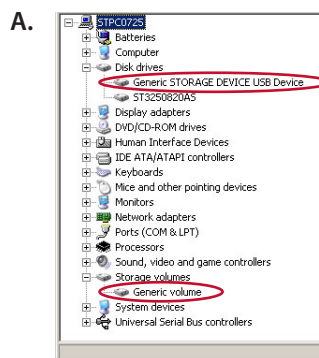 A.
STPC0725
Batteries
Computer
Disk drives
Generic STORAGE DEVICE USB Device
ST3250820AS
Display adapters
DVD/CD-ROM drives
Human Interface Devices
IDE ATA/ATAPI controllers
Keyboards
Mice and other pointing devices
Monitors
Network adapters
Ports (COM & LPT)
Processors
Sound, video and game controllers
Storage volumes
Generic volume
System devices
Universal Serial Bus controllers